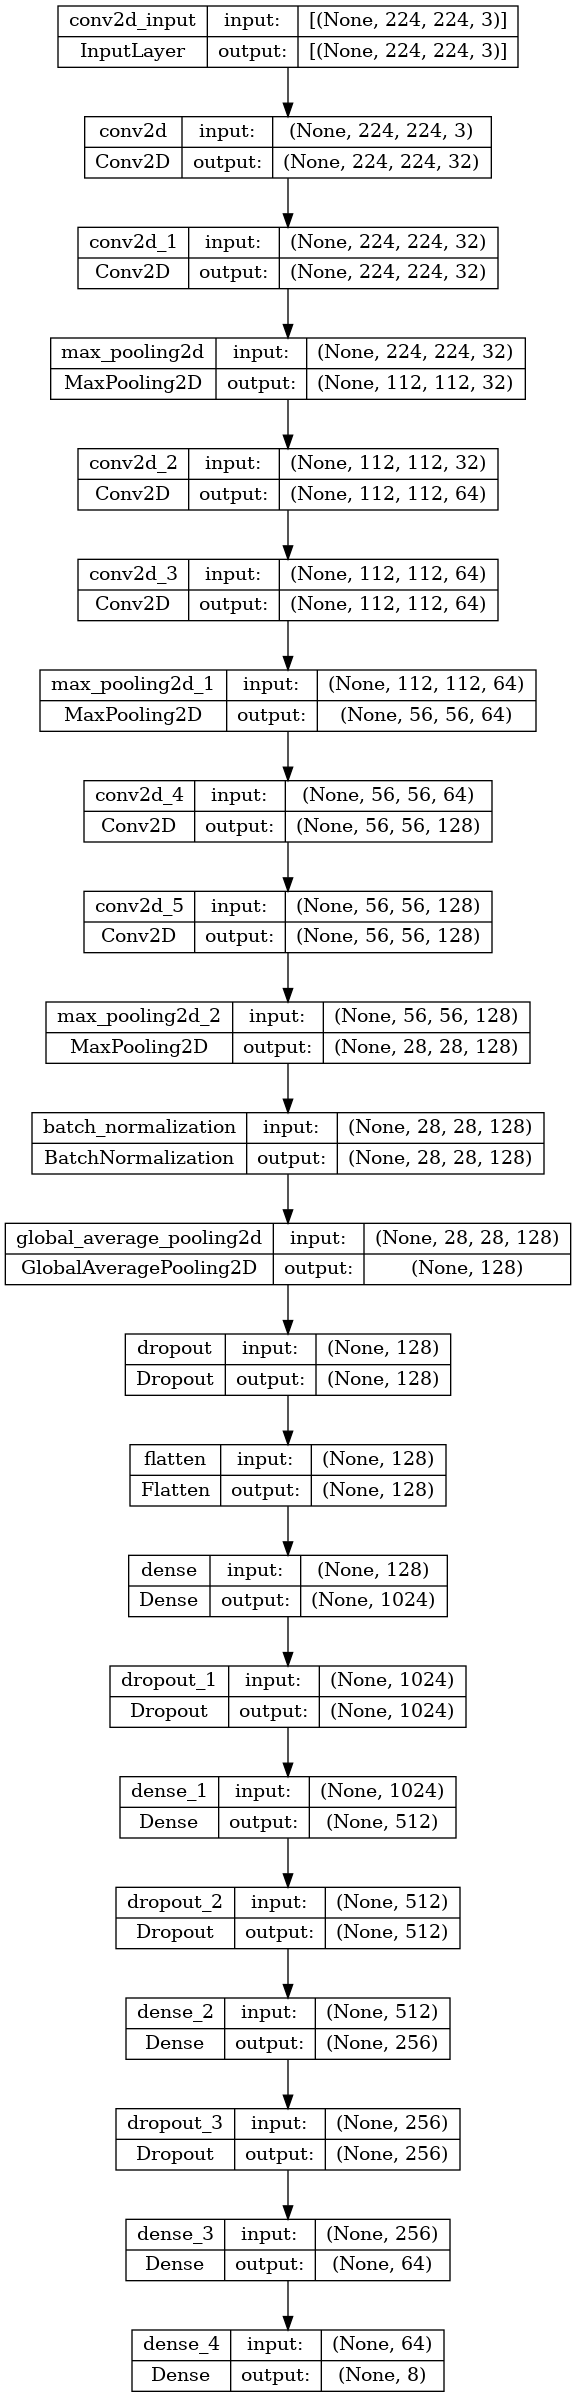 conv2d_input input: [(None, 224, 224, 3)]
InputLayer output: [(None, 224, 224, 3)]
conv2d input: (None, 224, 224, 3)
Conv2D output: (None, 224, 224, 32)
conv2d_1 input: (None, 224, 224, 32)
Conv2D output: (None, 224, 224, 32)
max_pooling2d input: (None, 224, 224, 32)
MaxPooling2D output: (None, 112, 112, 32)
conv2d_2 input: (None, 112, 112, 32)
Conv2D output: (None, 112, 112, 64)
conv2d_3 input: (None, 112, 112, 64)
Conv2D output: (None, 112, 112, 64)
max_pooling2d_1 input: (None, 112, 112, 64)
MaxPooling2D output: (None, 56, 56, 64)
conv2d_4 input: (None, 56, 56, 64)
Conv2D output: (None, 56, 56, 128)
conv2d_5 input: (None, 56, 56, 128)
Conv2D output: (None, 56, 56, 128)
max_pooling2d_2 input: (None, 56, 56, 128)
MaxPooling2D output: (None, 28, 28, 128)
batch_normalization input: (None, 28, 28, 128)
BatchNormalization output: (None, 28, 28, 128)
global_average_pooling2d input: (None, 28, 28, 128)
GlobalAveragePooling2D output: (None, 128)
dropout input: (None, 128)
Dropout output: (None, 128)
flatten input: (None, 128)
Flatten output: (None, 128)
dense input: (None, 128)
Dense output: (None, 1024)
dropout_1 input: (None, 1024)
Dropout output: (None, 1024)
dense_1 input: (None, 1024)
Dense output: (None, 512)
dropout_2 input: (None, 512)
Dropout output: (None, 512)
dense_2 input: (None, 512)
Dense output: (None, 256)
dropout_3 input: (None, 256)
Dropout output: (None, 256)
dense_3 input: (None, 256)
Dense output: (None, 64)
dense_4 input: (None, 64)
Dense output: (None, 8)